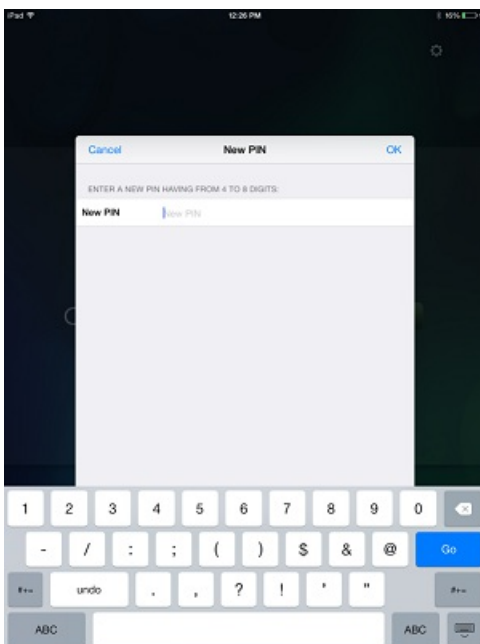 iPad 12:26 PM 16%
Cancel New PIN OK
ENTER A NEW PIN HAVING FROM 4 TO 8 DIGITS:
New PIN New PIN
1 2 3 4 5 6 7 8 9 0
- / : ; ( ) $ & @ Go
#+= undo . , ? ! ' " #+=
ABC ABC